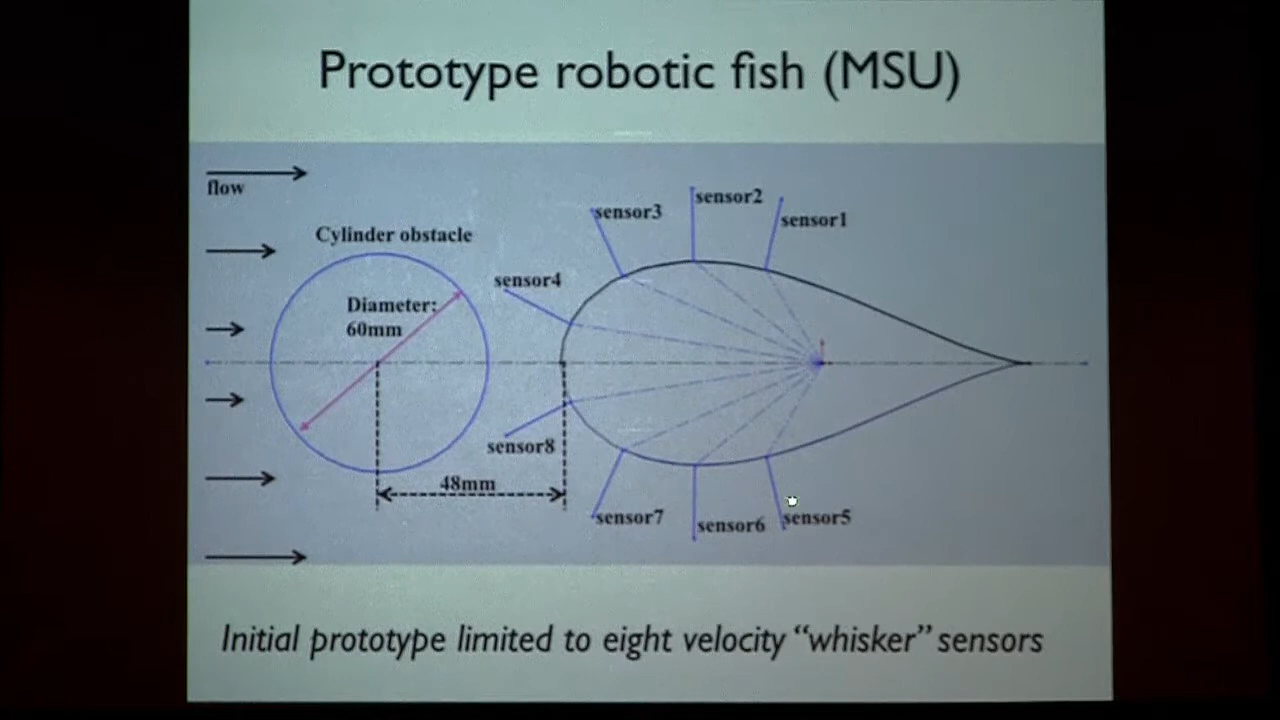 Prototype robotic fish (MSU)
flow
Cylinder obstacle
Diameter:
60mm
sensor3
sensor2
sensor1
sensor4
sensor8
48mm
sensor7
sensor6
sensor5
Initial prototype limited to eight velocity “whisker” sensors